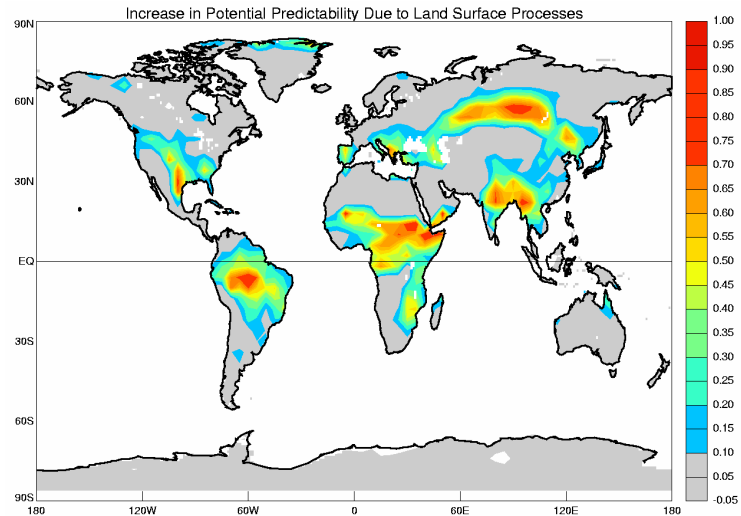 Increase in Potential Predictability Due to Land Surface Processes
90N
60N
30N
EQ
30S
60S
90S
180
120W
60W
0
60E
120E
180
1.00
0.95
0.90
0.85
0.80
0.75
0.70
0.65
0.60
0.55
0.50
0.45
0.40
0.35
0.30
0.25
0.20
0.15
0.10
0.05
-0.05